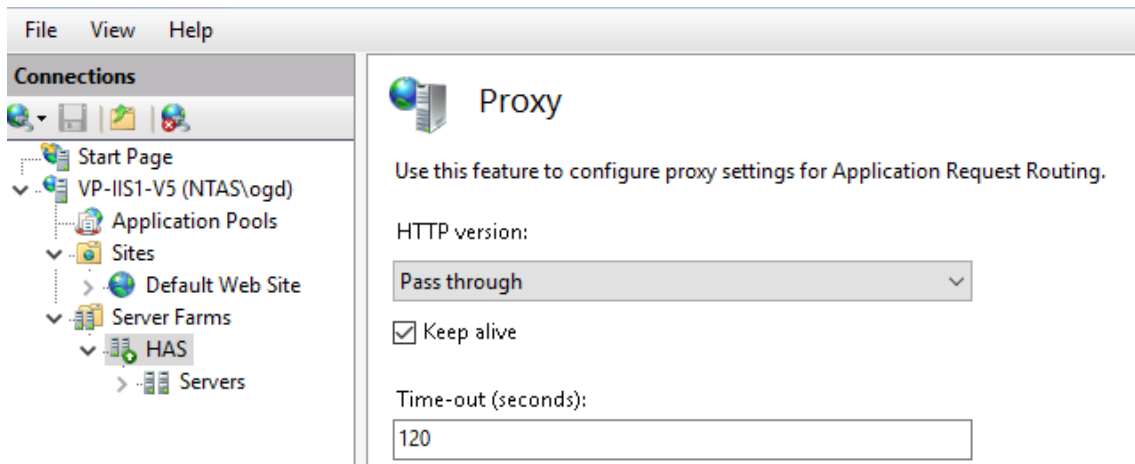 File View Help
Connections
Start Page
VP-IIS1-V5 (NTAS\ogd)
Application Pools
Sites
Default Web Site
Server Farms
HAS
Servers
Proxy
Use this feature to configure proxy settings for Application Request Routing.
HTTP version:
Pass through
Keep alive
Time-out (seconds):
120